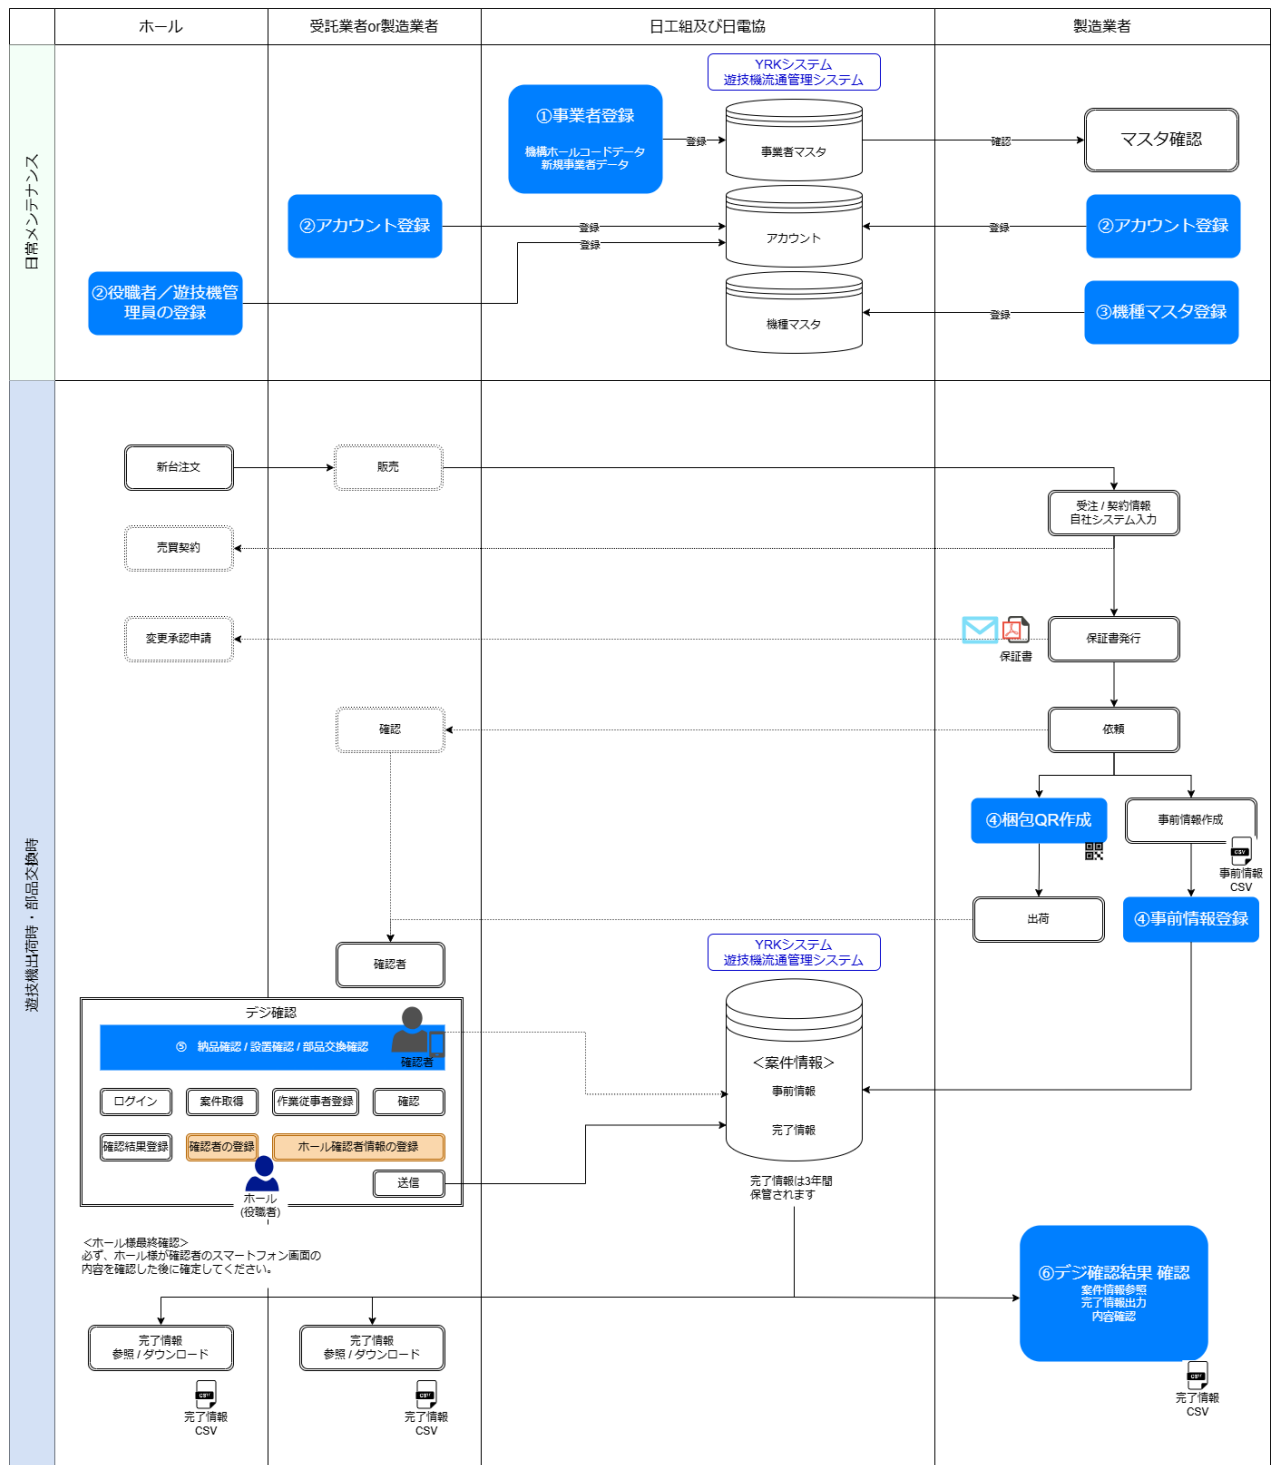 ホール
受託業者or製造業者
日工組及び日電協
製造業者
日常メンテナンス
YRKシステム
遊技機流通管理システム
①事業者登録
機構ホールコードデータ
新規事業者データ
登録
事業者マスタ
確認
マスタ確認
②アカウント登録
登録
登録
アカウント
登録
②アカウント登録
②役職者／遊技機管
理員の登録
機種マスタ
登録
③機種マスタ登録
遊技機出荷時・部品交換時
新台注文
販売
受注 / 契約情報
自社システム入力
売買契約
変更承認申請
保証書
保証書発行
確認
依頼
④梱包QR作成
事前情報作成
CSV
事前情報
CSV
出荷
④事前情報登録
確認者
YRKシステム
遊技機流通管理システム
デジ確認
⑤ 納品確認 / 設置確認 / 部品交換確認
確認者
ログイン
案件取得
作業従事者登録
確認
確認結果登録
確認者の登録
ホール確認者情報の登録
送信
ホール
(役職者)
＜案件情報＞
事前情報
完了情報
完了情報は3年間
保管されます
＜ホール様最終確認＞
必ず、ホール様が確認者のスマートフォン画面の
内容を確認した後に確定してください。
⑥デジ確認結果 確認
案件情報参照
完了情報出力
内容確認
完了情報
参照 / ダウンロード
完了情報
参照 / ダウンロード
CSV
完了情報
CSV
CSV
完了情報
CSV
CSV
完了情報
CSV